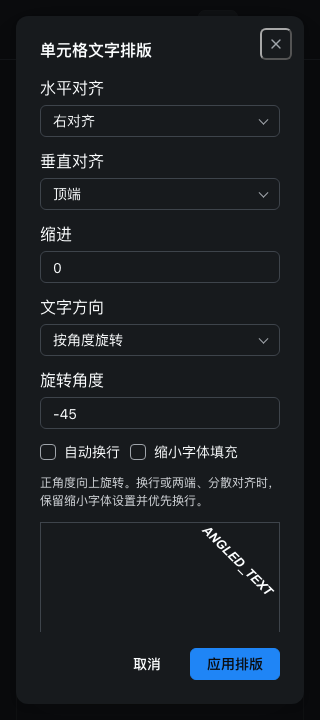 单元格文字排版
水平对齐
右对齐
垂直对齐
顶端
缩进
0
文字方向
按角度旋转
旋转角度
-45
自动换行 缩小字体填充
正角度向上旋转。换行或两端、分散对齐时，
保留缩小字体设置并优先换行。
ANGLED_TEXT
取消 应用排版